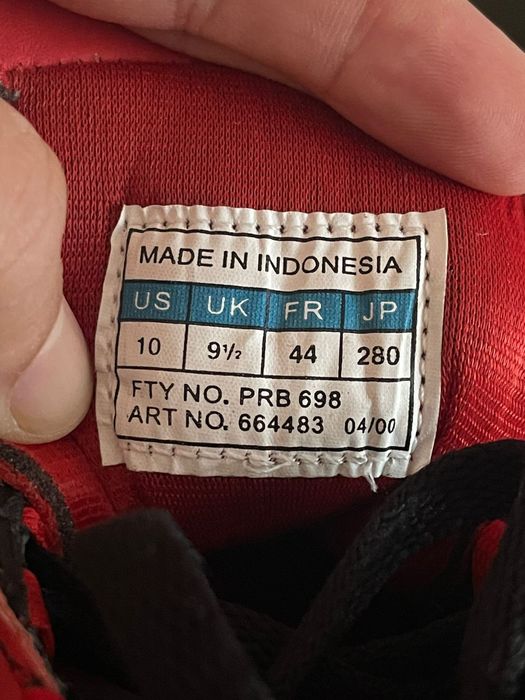 MADE IN INDONESIA
US UK FR JP
10 9½ 44 280
FTY NO. PRB 698
ART NO. 664483 04/00